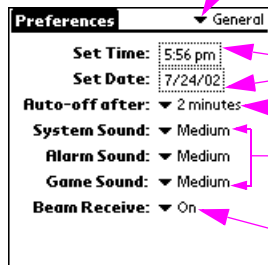 Preferences General
Set Time: 5:56 pm
Set Date: 7/24/02
Auto-off after: 2 minutes
System Sound: Medium
Alarm Sound: Medium
Game Sound: Medium
Beam Receive: On